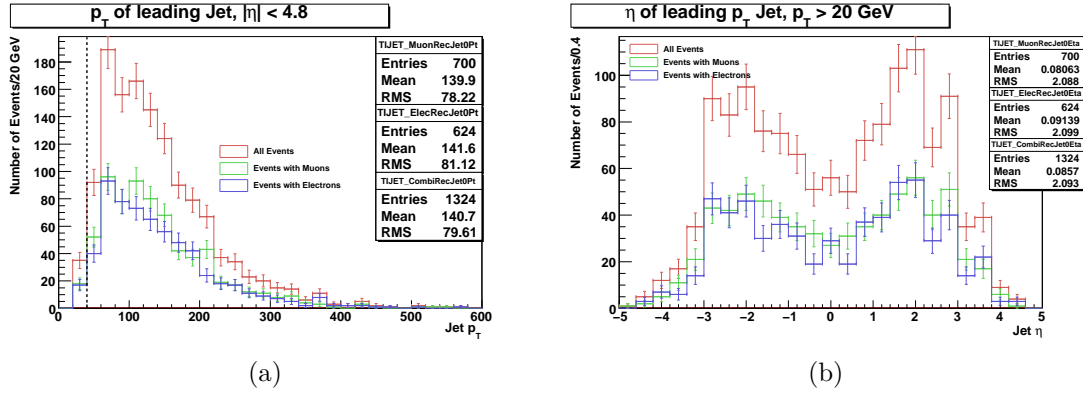 p_T of leading Jet, |η| < 4.8
Number of Events/20 GeV
180
160
140
120
100
80
60
40
20
0
0 100 200 300 400 500 600
Jet p_T
All Events
Events with Muons
Events with Electrons
TIJET_MuonRecJet0Pt
Entries 700
Mean 139.9
RMS 78.22
TIJET_ElecRecJet0Pt
Entries 624
Mean 141.6
RMS 81.12
TIJET_CombiRecJet0Pt
Entries 1324
Mean 140.7
RMS 79.61
(a)
η of leading p_T Jet, p_T > 20 GeV
Number of Events/0.4
100
80
60
40
20
0
-5 -4 -3 -2 -1 0 1 2 3 4 5
Jet η
All Events
Events with Muons
Events with Electrons
TIJET_MuonRecJet0Eta
Entries 700
Mean 0.08063
RMS 2.088
TIJET_ElecRecJet0Eta
Entries 624
Mean 0.09139
RMS 2.099
TIJET_CombiRecJet0Eta
Entries 1324
Mean 0.0857
RMS 2.093
(b)